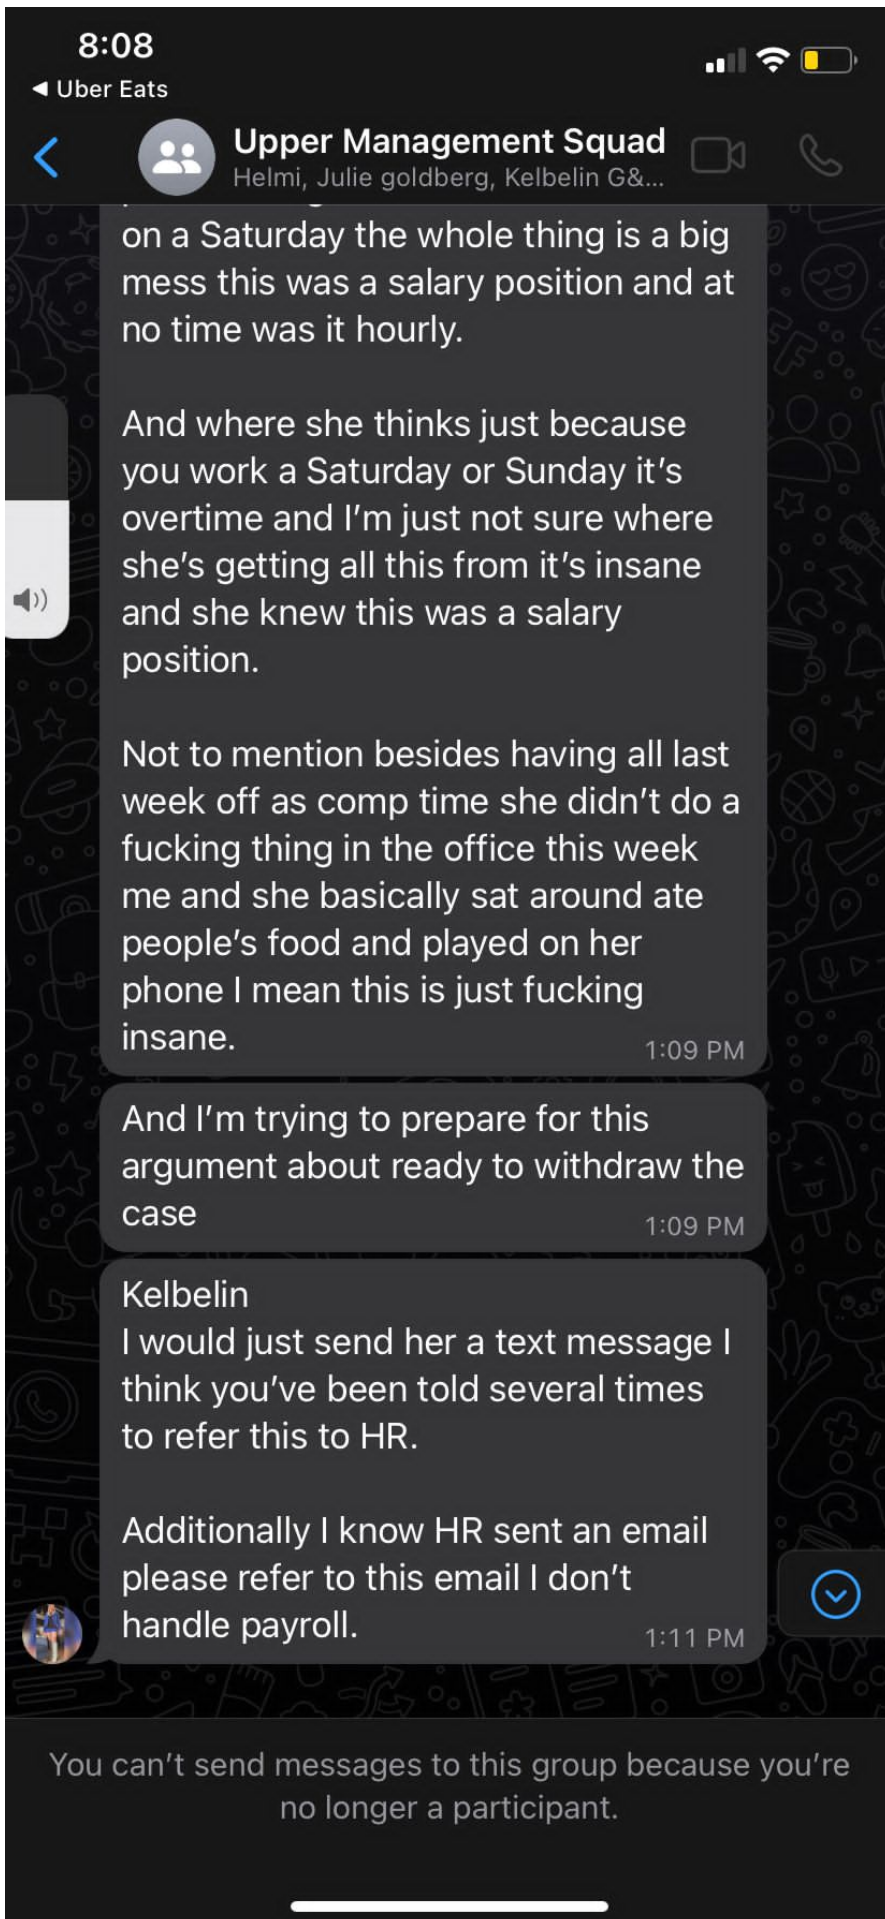 8:08
◀ Uber Eats
Upper Management Squad
Helmi, Julie goldberg, Kelbelin G&...
on a Saturday the whole thing is a big
mess this was a salary position and at
no time was it hourly.
And where she thinks just because
you work a Saturday or Sunday it's
overtime and I'm just not sure where
she's getting all this from it's insane
and she knew this was a salary
position.
Not to mention besides having all last
week off as comp time she didn't do a
fucking thing in the office this week
me and she basically sat around ate
people's food and played on her
phone I mean this is just fucking
insane.
1:09 PM
And I'm trying to prepare for this
argument about ready to withdraw the
case
1:09 PM
Kelbelin
I would just send her a text message I
think you've been told several times
to refer this to HR.
Additionally I know HR sent an email
please refer to this email I don't
handle payroll.
1:11 PM
You can't send messages to this group because you're
no longer a participant.